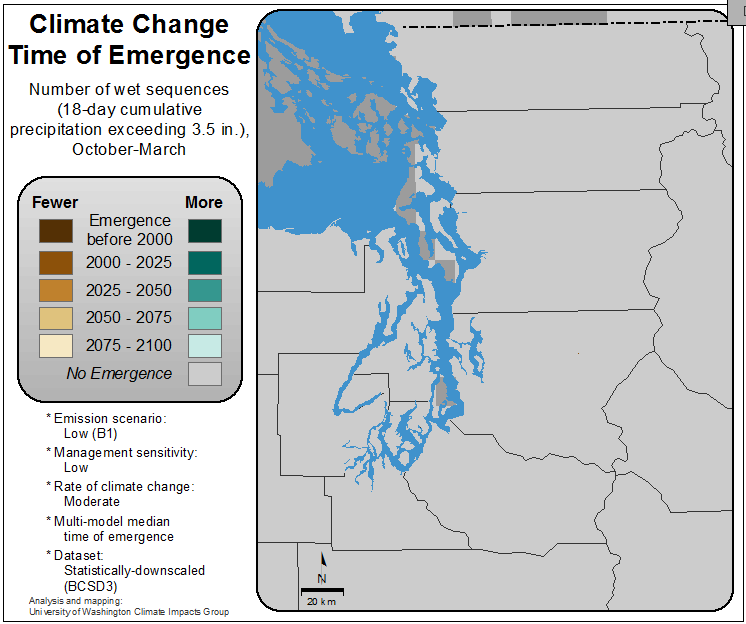 Climate Change
Time of Emergence
Number of wet sequences
(18-day cumulative
precipitation exceeding 3.5 in.),
October-March
Fewer More
Emergence
before 2000
2000 - 2025
2025 - 2050
2050 - 2075
2075 - 2100
No Emergence
* Emission scenario:
Low (B1)
* Management sensitivity:
Low
* Rate of climate change:
Moderate
* Multi-model median
time of emergence
* Dataset:
Statistically-downscaled
(BCSD3)
Analysis and mapping:
University of Washington Climate Impacts Group
N
20 km